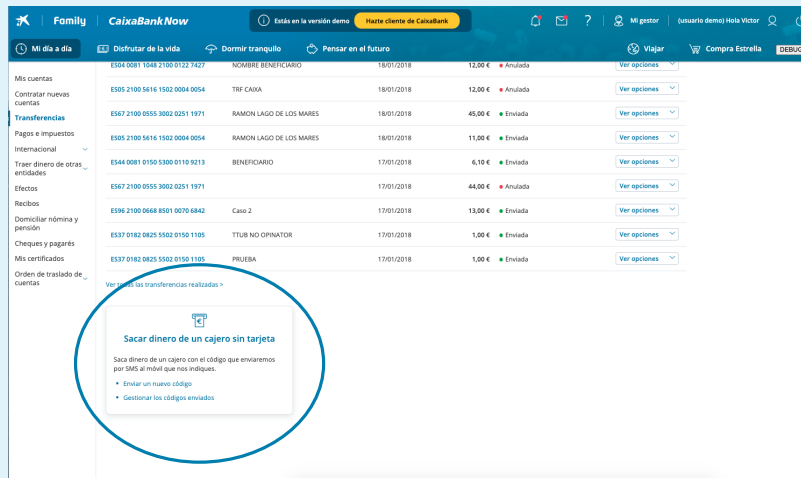 Family
CaixaBankNow
Estás en la versión demo
Hazte cliente de CaixaBank
?
Mi gestor
(usuario demo) Hola Victor
Mi día a día
Disfrutar de la vida
Dormir tranquilo
Pensar en el futuro
Viajar
Compra Estrella
DEBUG
Mis cuentas
Contratar nuevas
cuentas
Transferencias
Pagos e impuestos
Internacional
Traer dinero de otras
entidades
Efectos
Recibos
Domiciliar nómina y
pensión
Cheques y pagarés
Mis certificados
Orden de traslado de
cuentas
ES04 0081 1048 2100 0122 7427 NOMBRE BENEFICIARIO 18/01/2018 12,00 € Anulada Ver opciones
ES05 2100 5616 1502 0004 0054 TRF CAIXA 18/01/2018 12,00 € Anulada Ver opciones
ES67 2100 0555 3002 0251 1971 RAMON LAGO DE LOS MARES 18/01/2018 45,00 € Enviada Ver opciones
ES05 2100 5616 1502 0004 0054 RAMON LAGO DE LOS MARES 18/01/2018 11,00 € Enviada Ver opciones
ES44 0081 0150 5300 0110 9213 BENEFICIARIO 17/01/2018 6,10 € Enviada Ver opciones
ES67 2100 0555 3002 0251 1971 17/01/2018 44,00 € Anulada Ver opciones
ES96 2100 0668 8501 0070 6842 Caso 2 17/01/2018 13,00 € Enviada Ver opciones
ES37 0182 0825 5502 0150 1105 TTUB NO OPINATOR 17/01/2018 1,00 € Enviada Ver opciones
ES37 0182 0825 5502 0150 1105 PRUEBA 17/01/2018 1,00 € Enviada Ver opciones
Ver todas las transferencias realizadas >
€
Sacar dinero de un cajero sin tarjeta
Saca dinero de un cajero con el código que enviaremos
por SMS al móvil que nos indiques.
• Enviar un nuevo código
• Gestionar los códigos enviados